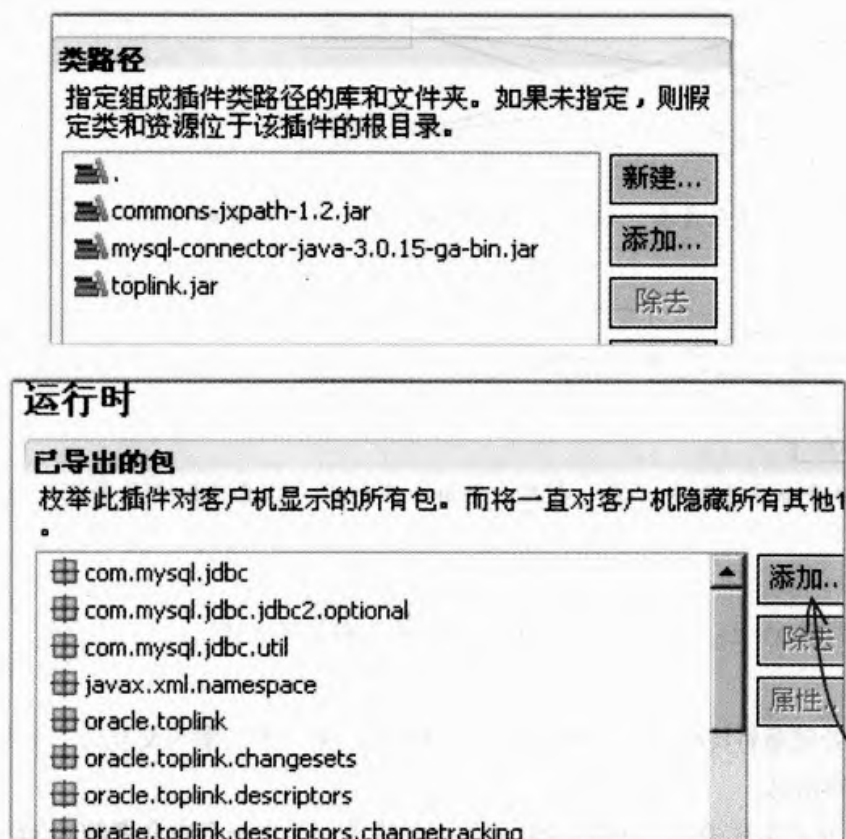 类路径
指定组成插件类路径的库和文件夹。如果未指定，则假
定类和资源位于该插件的根目录。
.
新建...
commons-jxpath-1.2.jar
mysql-connector-java-3.0.15-ga-bin.jar
添加...
toplink.jar
除去
运行时
已导出的包
枚举此插件对客户机显示的所有包。而将一直对客户机隐藏所有其他
。
com.mysql.jdbc
添加..
com.mysql.jdbc.jdbc2.optional
com.mysql.jdbc.util
除去
javax.xml.namespace
属性
oracle.toplink
oracle.toplink.changesets
oracle.toplink.descriptors
oracle.toplink.descriptors.changetracking